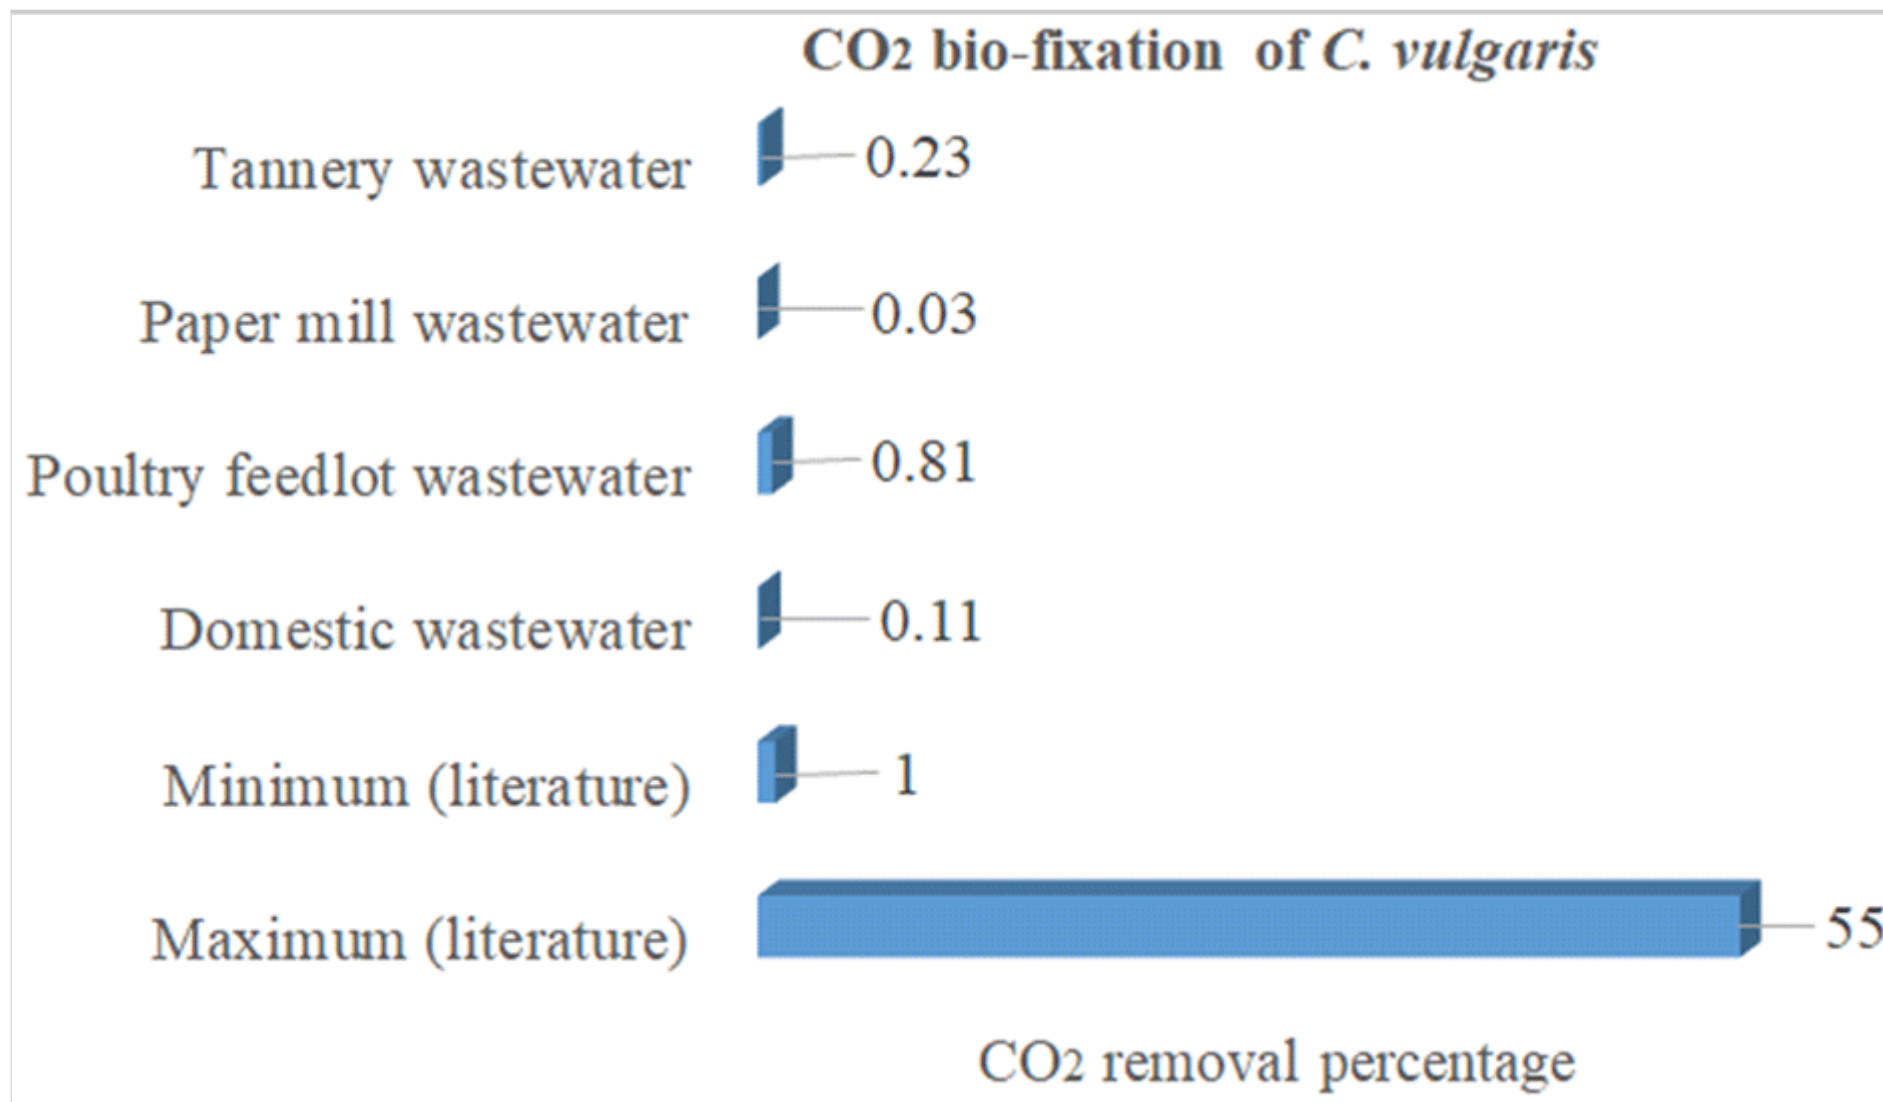 CO2 bio-fixation of C. vulgaris
Tannery wastewater 0.23
Paper mill wastewater 0.03
Poultry feedlot wastewater 0.81
Domestic wastewater 0.11
Minimum (literature) 1
Maximum (literature) 55
CO2 removal percentage